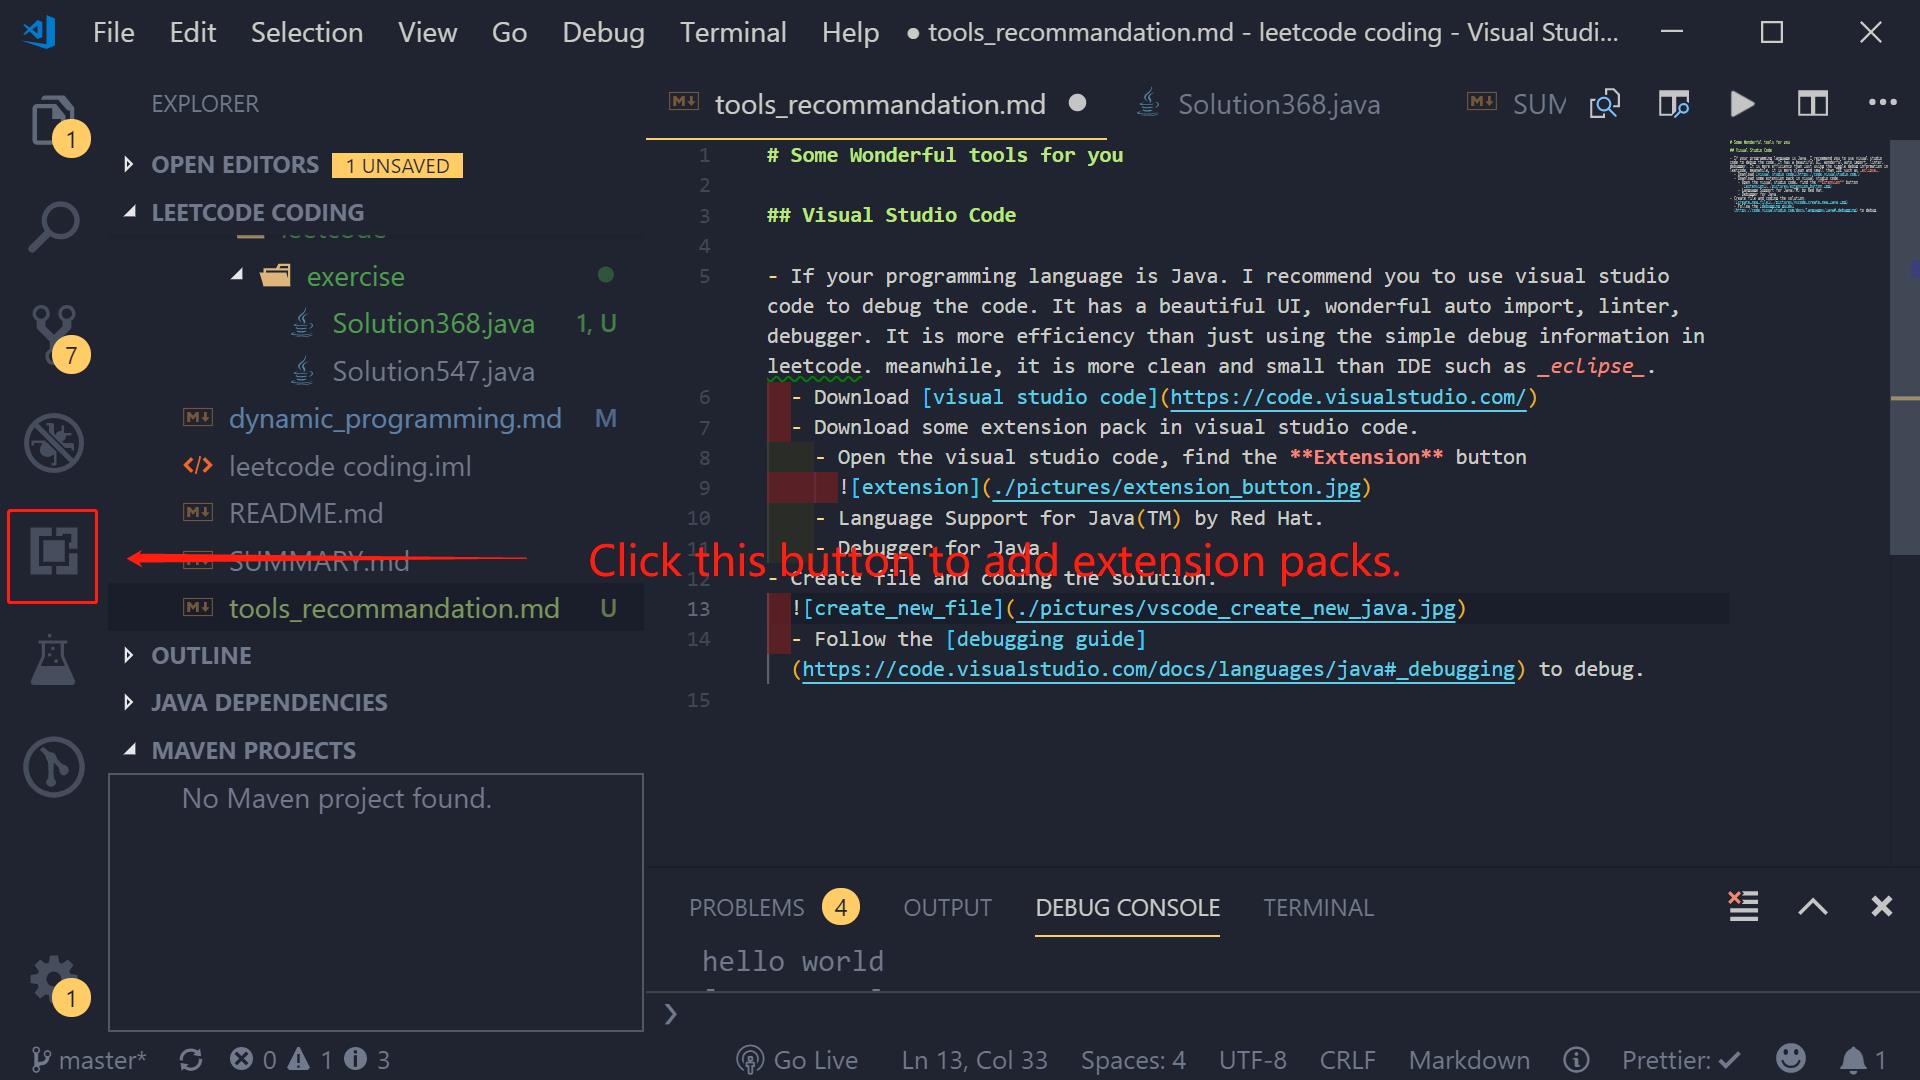 File Edit Selection View Go Debug Terminal Help ● tools_recommandation.md - leetcode coding - Visual Studi...
EXPLORER
OPEN EDITORS 1 UNSAVED
LEETCODE CODING
leetcode
exercise
Solution368.java 1, U
Solution547.java
dynamic_programming.md M
leetcode coding.iml
README.md
SUMMARY.md
tools_recommandation.md U
OUTLINE
JAVA DEPENDENCIES
MAVEN PROJECTS
No Maven project found.
1
7
1
tools_recommandation.md Solution368.java SUM
1 # Some Wonderful tools for you
2
3 ## Visual Studio Code
4
5 - If your programming language is Java. I recommend you to use visual studio
code to debug the code. It has a beautiful UI, wonderful auto import, linter,
debugger. It is more efficiency than just using the simple debug information in
leetcode. meanwhile, it is more clean and small than IDE such as _eclipse_.
6 - Download [visual studio code](https://code.visualstudio.com/)
7 - Download some extension pack in visual studio code.
8 - Open the visual studio code, find the **Extension** button
9 ![extension](./pictures/extension_button.jpg)
10 - Language Support for Java(TM) by Red Hat.
11 - Debugger for Java.
Click this button to add extension packs.
12 - Create file and coding the solution.
13 ![create_new_file](./pictures/vscode_create_new_java.jpg)
14 - Follow the [debugging guide]
(https://code.visualstudio.com/docs/languages/java#_debugging) to debug.
15
PROBLEMS 4 OUTPUT DEBUG CONSOLE TERMINAL
hello world
master* 0 1 3 Go Live Ln 13, Col 33 Spaces: 4 UTF-8 CRLF Markdown Prettier: ✓ 1